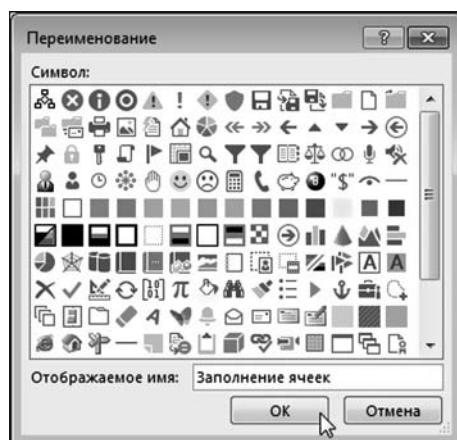 Переименование
Символ:
"$"
Отображаемое имя: Заполнение ячеек
ОК Отмена